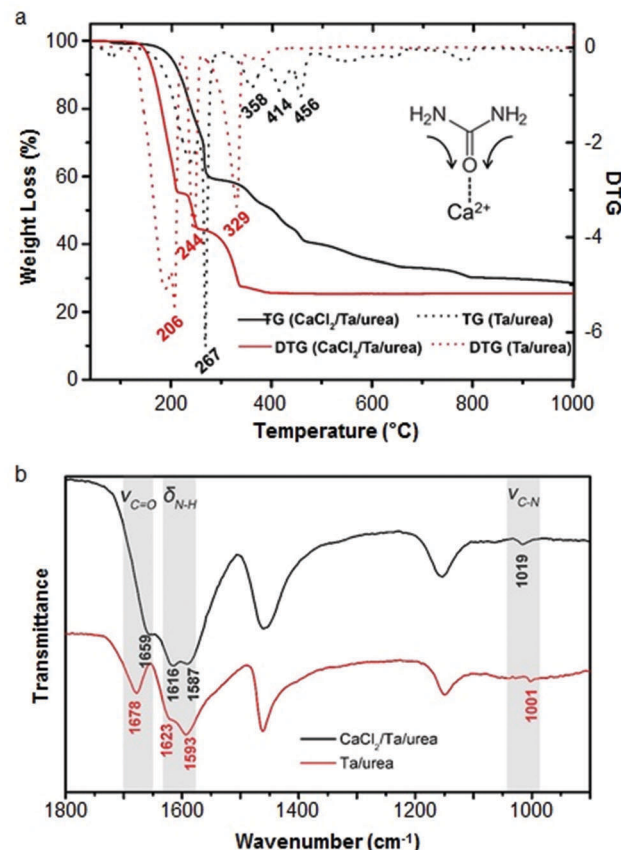 a
100
80
60
40
20
0
Weight Loss (%)
0
-2
-4
-6
DTG
358
414
456
206
244
329
267
H₂N NH₂
O
Ca²⁺
TG (CaCl₂/Ta/urea) TG (Ta/urea)
DTG (CaCl₂/Ta/urea) DTG (Ta/urea)
200 400 600 800 1000
Temperature (°C)
b
ν C=O δ N-H ν C-N
1659
1616
1587
1019
1678
1623
1593
1001
Transmittance
CaCl₂/Ta/urea
Ta/urea
1800 1600 1400 1200 1000
Wavenumber (cm⁻¹)